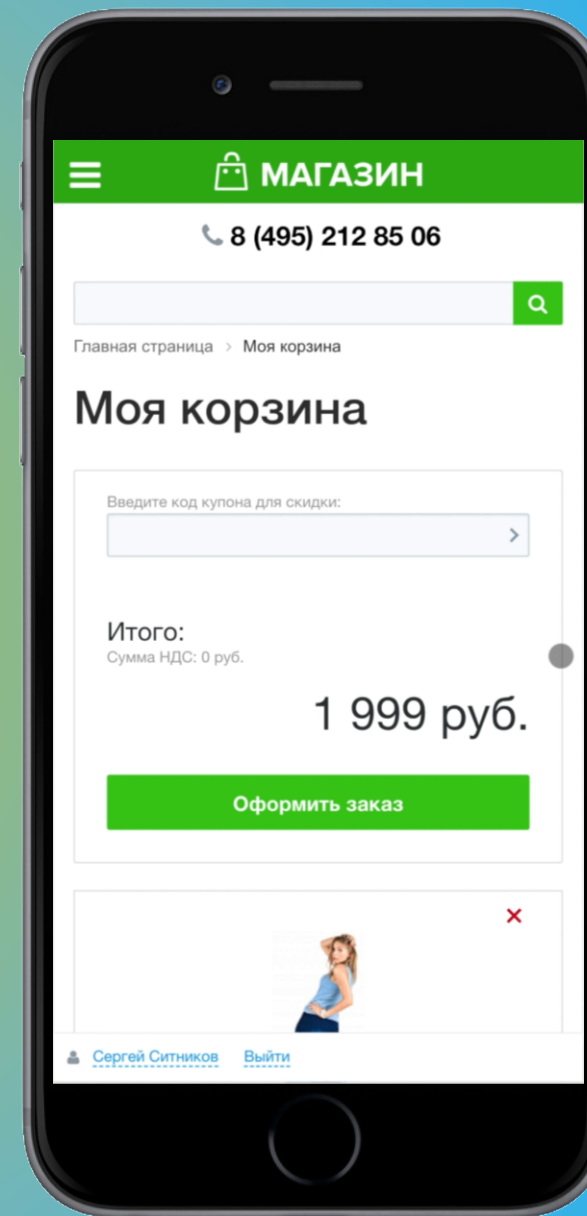 МАГАЗИН
8 (495) 212 85 06
Главная страница > Моя корзина
Моя корзина
Введите код купона для скидки:
Итого:
Сумма НДС: 0 руб.
1 999 руб.
Оформить заказ
Сергей Ситников Выйти